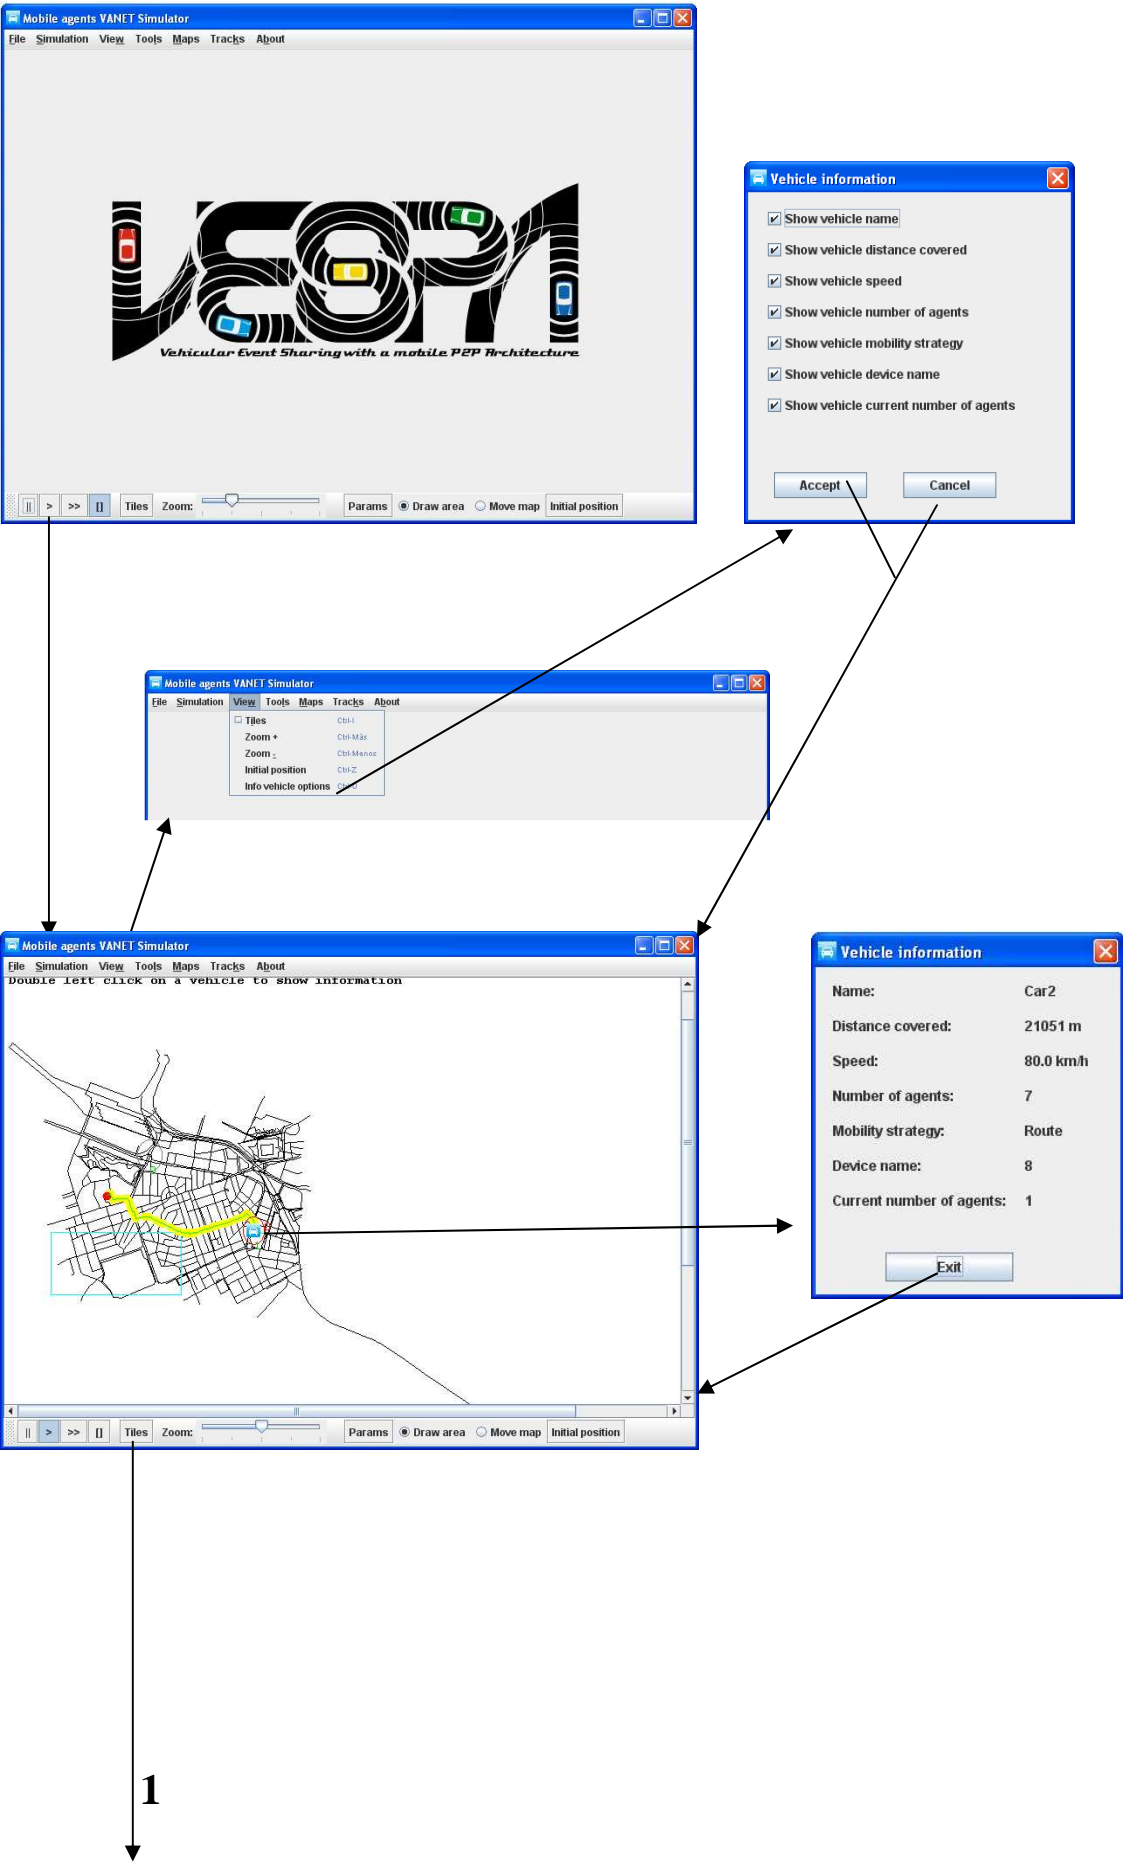 Mobile agents VANET Simulator
File Simulation View Tools Maps Tracks About
VESPA
Vehicular Event Sharing with a mobile P2P Architecture
|| > >> [] Tiles Zoom: Params Draw area Move map Initial position
Vehicle information
Show vehicle name
Show vehicle distance covered
Show vehicle speed
Show vehicle number of agents
Show vehicle mobility strategy
Show vehicle device name
Show vehicle current number of agents
Accept Cancel
Mobile agents VANET Simulator
File Simulation View Tools Maps Tracks About
Tiles Ctrl-I
Zoom + Ctrl-Más
Zoom - Ctrl-Menos
Initial position Ctrl-Z
Info vehicle options
Mobile agents VANET Simulator
File Simulation View Tools Maps Tracks About
Double left click on a vehicle to show information
|| > >> [] Tiles Zoom: Params Draw area Move map Initial position
Vehicle information
Name: Car2
Distance covered: 21051 m
Speed: 80.0 km/h
Number of agents: 7
Mobility strategy: Route
Device name: 8
Current number of agents: 1
Exit
1